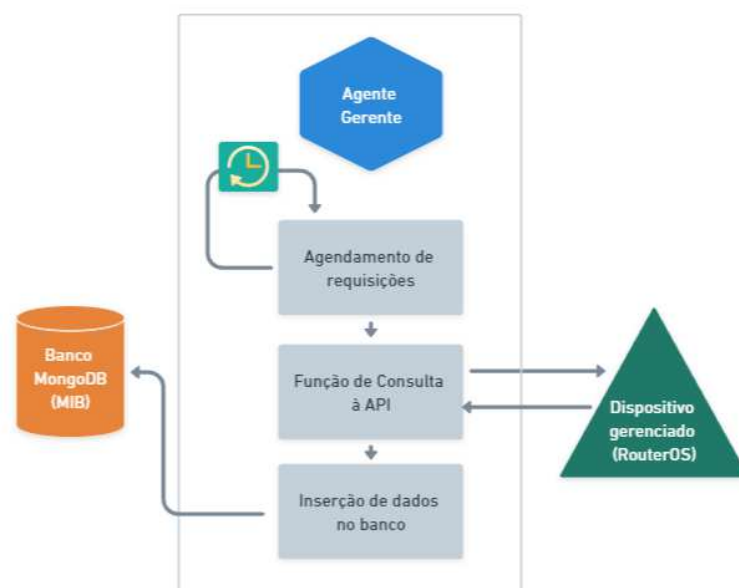 Agente
Gerente
Agendamento de
requisições
Banco
MongoDB
(MIB)
Função de Consulta
à API
Dispositivo
gerenciado
(RouterOS)
Inserção de dados
no banco